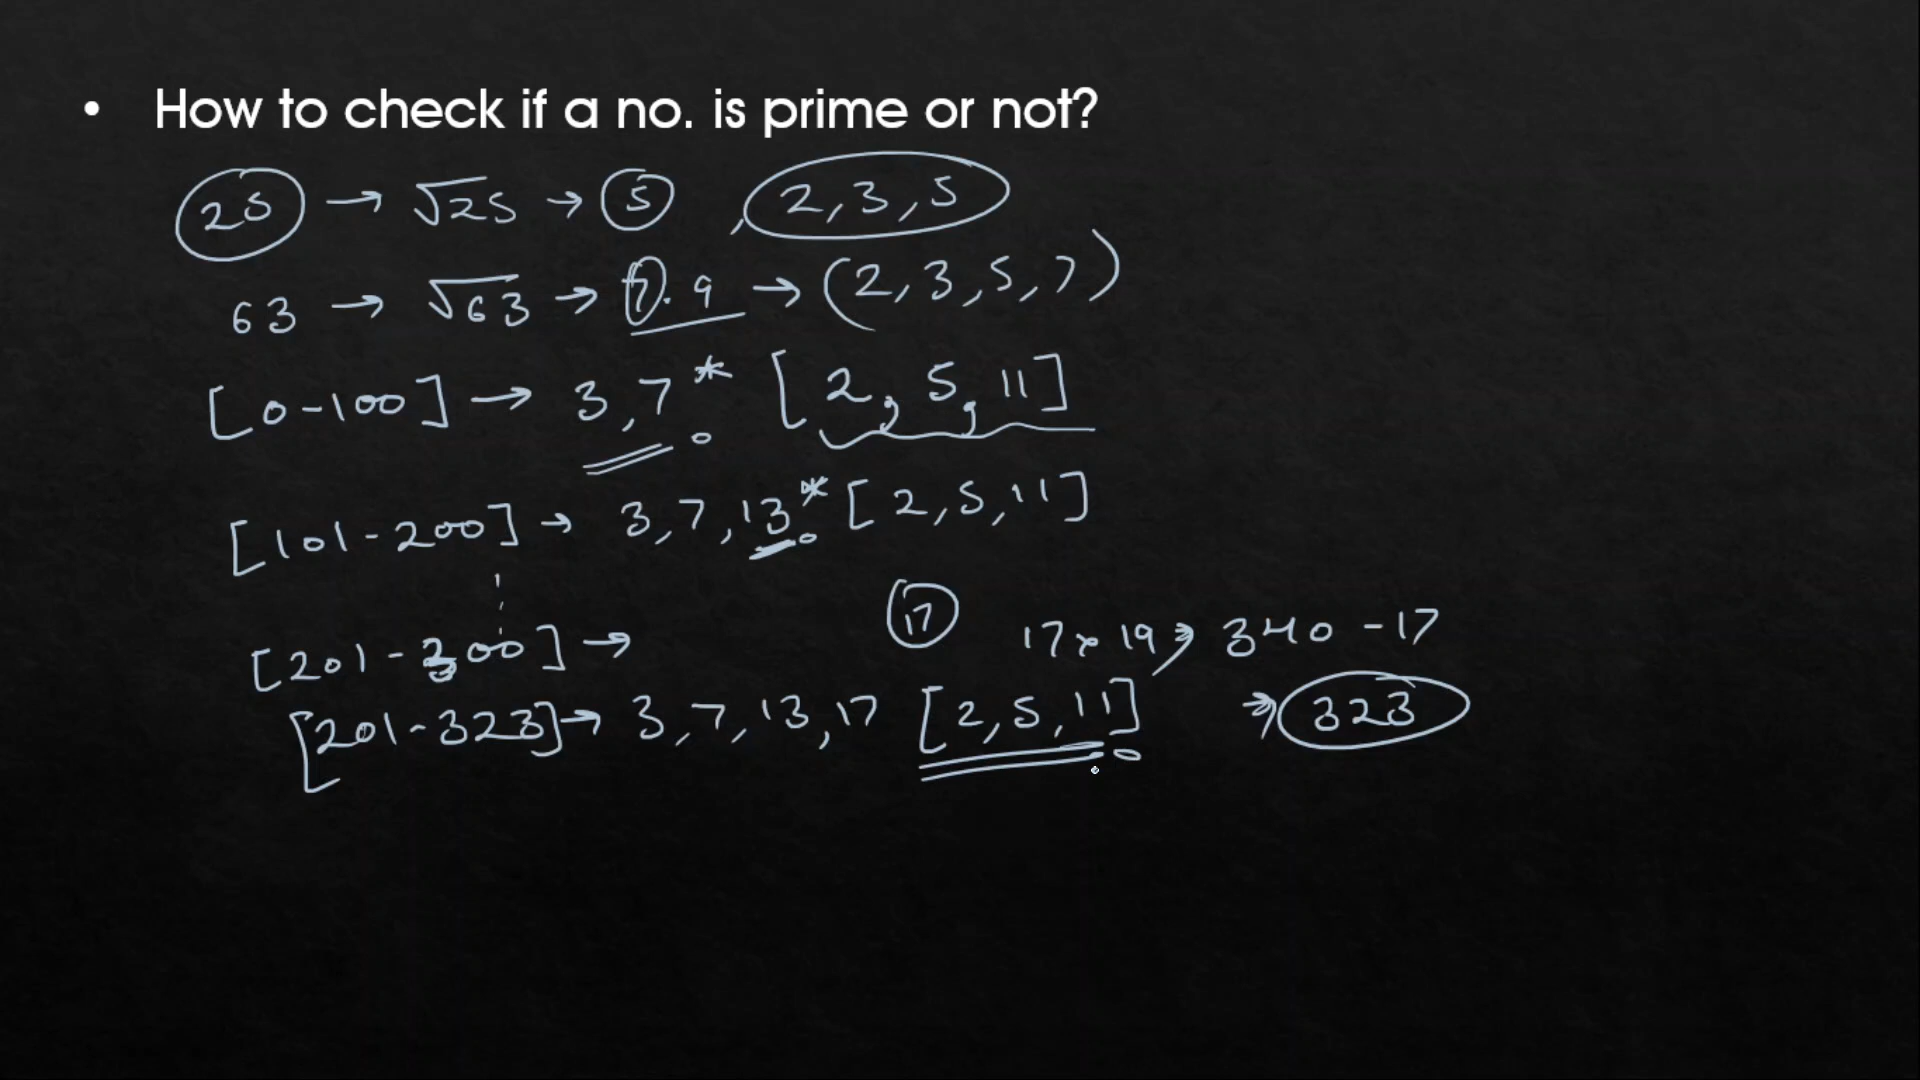 • How to check if a no. is prime or not?
25 → √25 → 5 , 2, 3, 5
63 → √63 → 7.9 → (2, 3, 5, 7)
[0-100] → 3, 7 * [2, 5, 11]
[101-200] → 3, 7, 13 * [2, 5, 11]
17
[201-300] → 17 × 19 → 340 - 17
[201-323] → 3, 7, 13, 17 [2, 5, 11] → 323